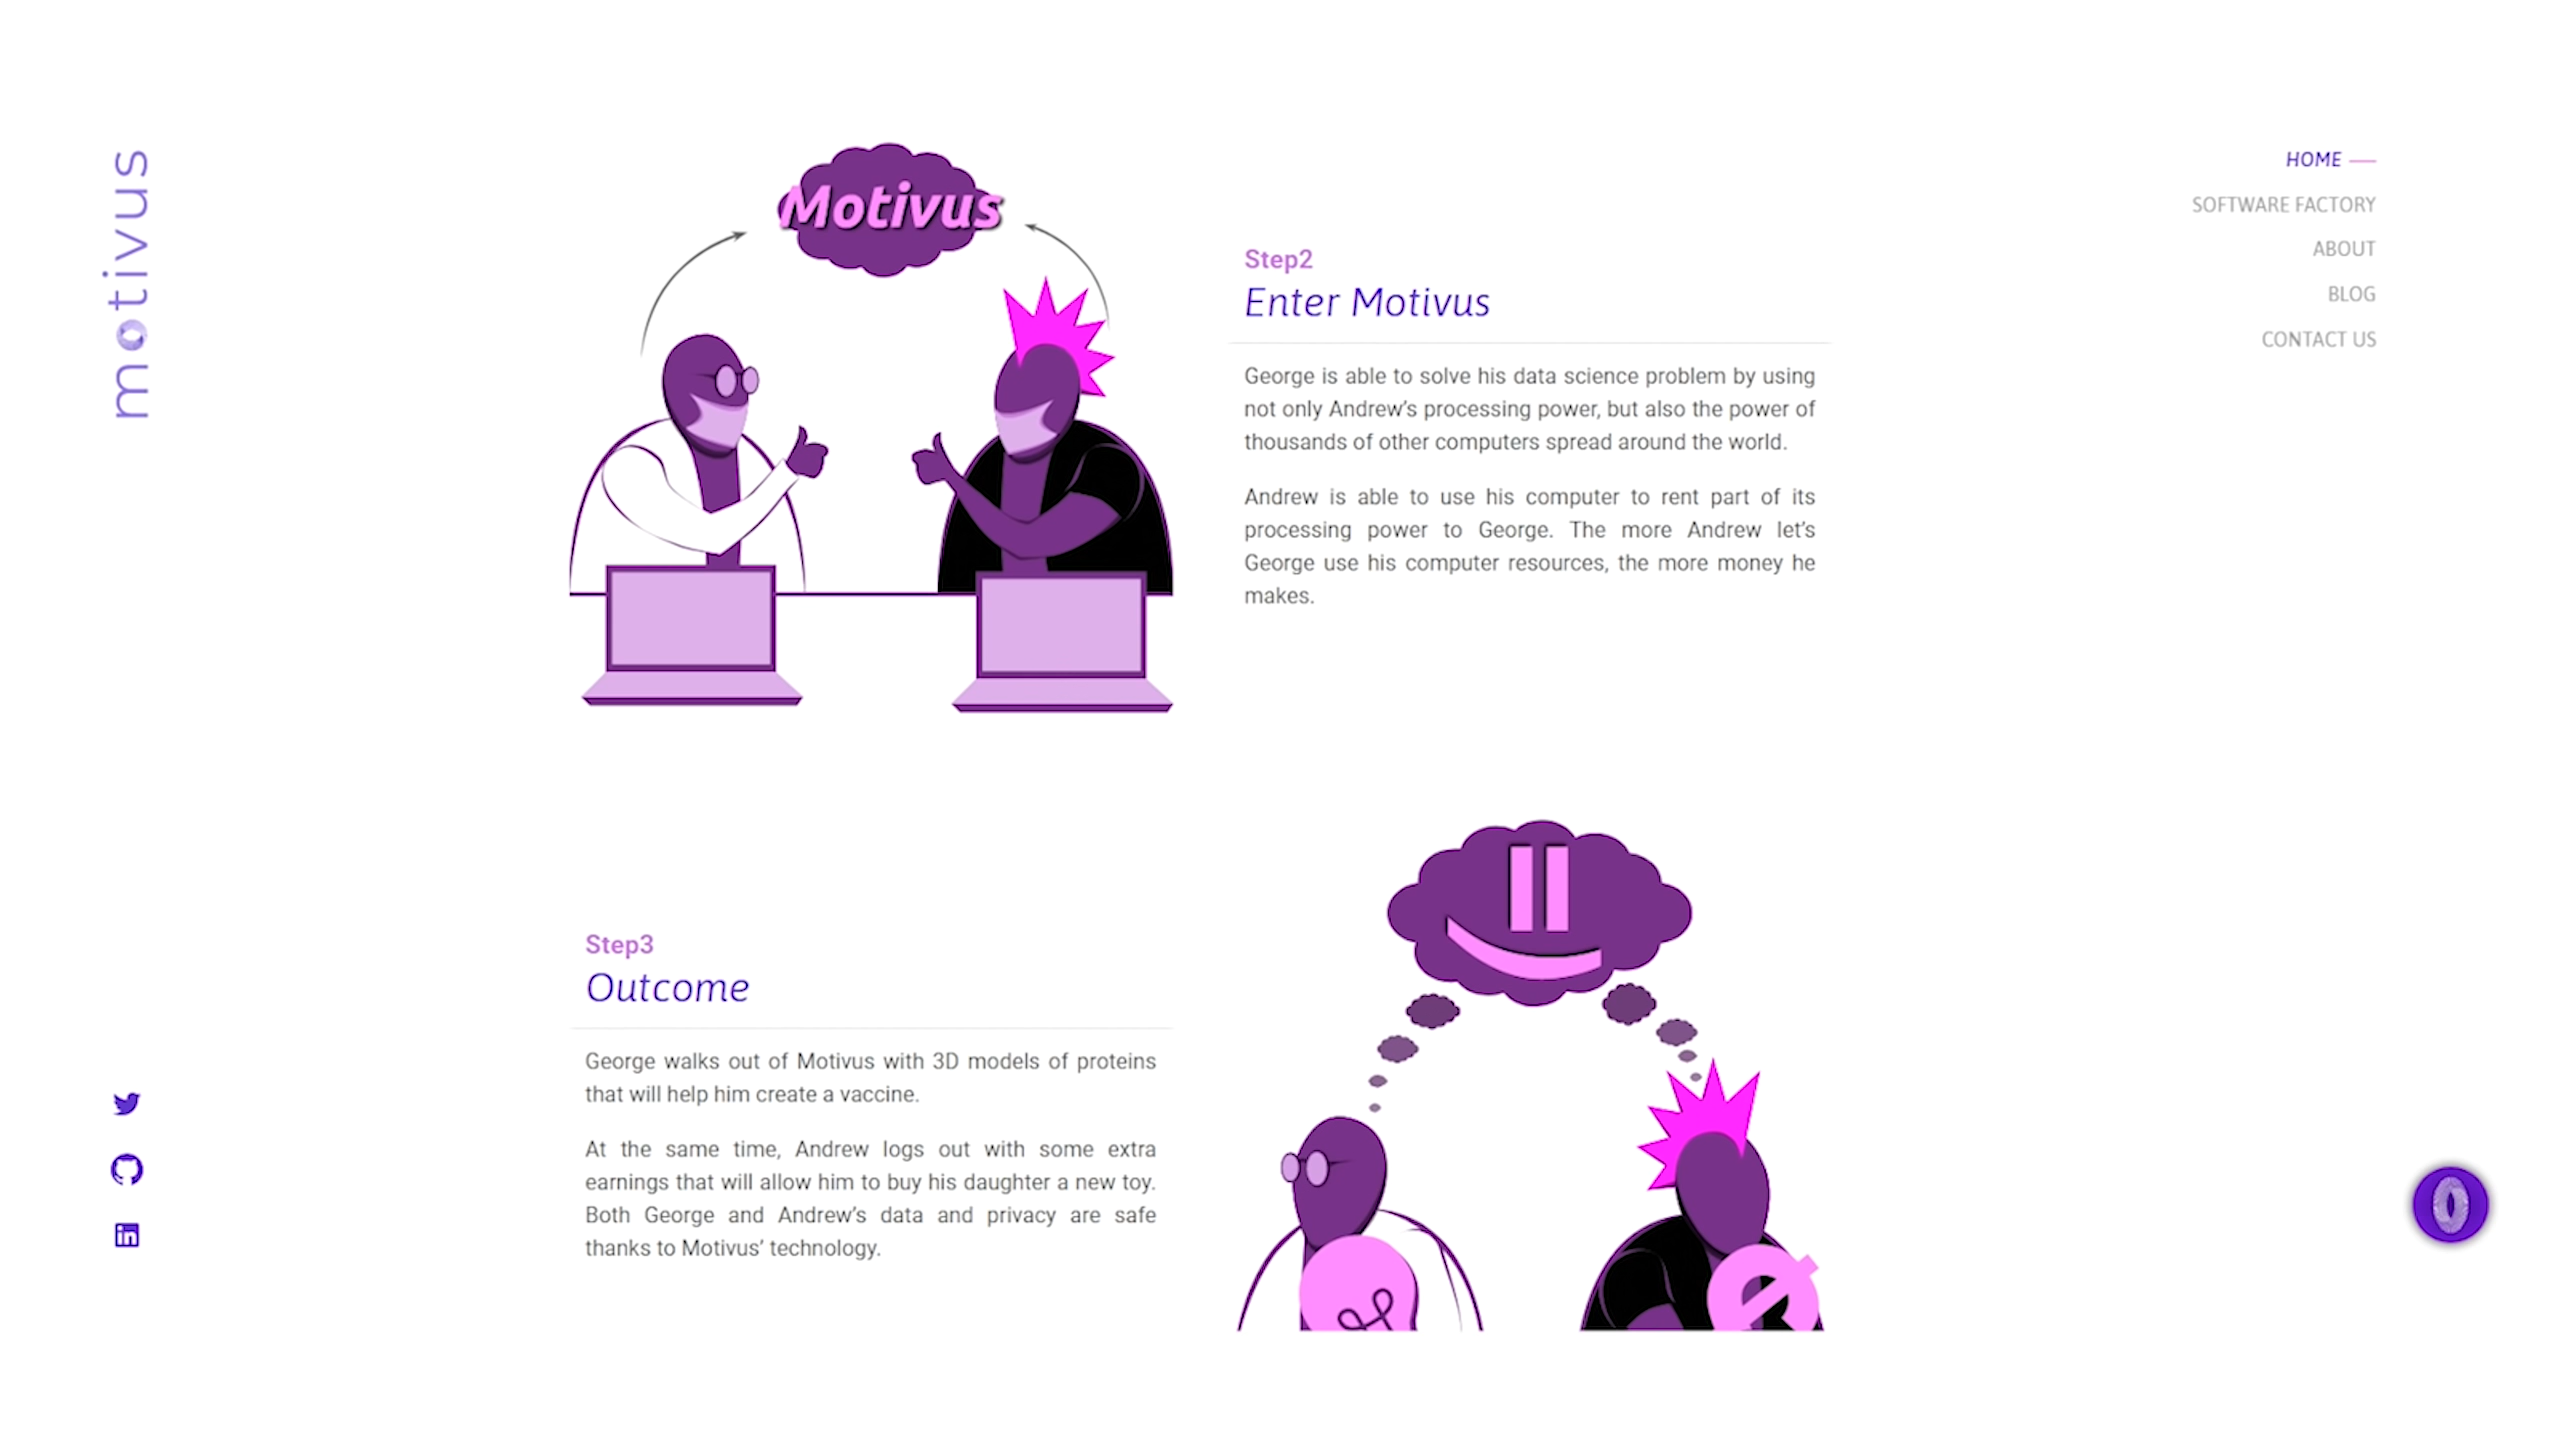 motivus
HOME
SOFTWARE FACTORY
ABOUT
BLOG
CONTACT US
Motivus
Step2
Enter Motivus
George is able to solve his data science problem by using
not only Andrew’s processing power, but also the power of
thousands of other computers spread around the world.
Andrew is able to use his computer to rent part of its
processing power to George. The more Andrew let’s
George use his computer resources, the more money he
makes.
Step3
Outcome
George walks out of Motivus with 3D models of proteins
that will help him create a vaccine.
At the same time, Andrew logs out with some extra
earnings that will allow him to buy his daughter a new toy.
Both George and Andrew’s data and privacy are safe
thanks to Motivus’ technology.
in